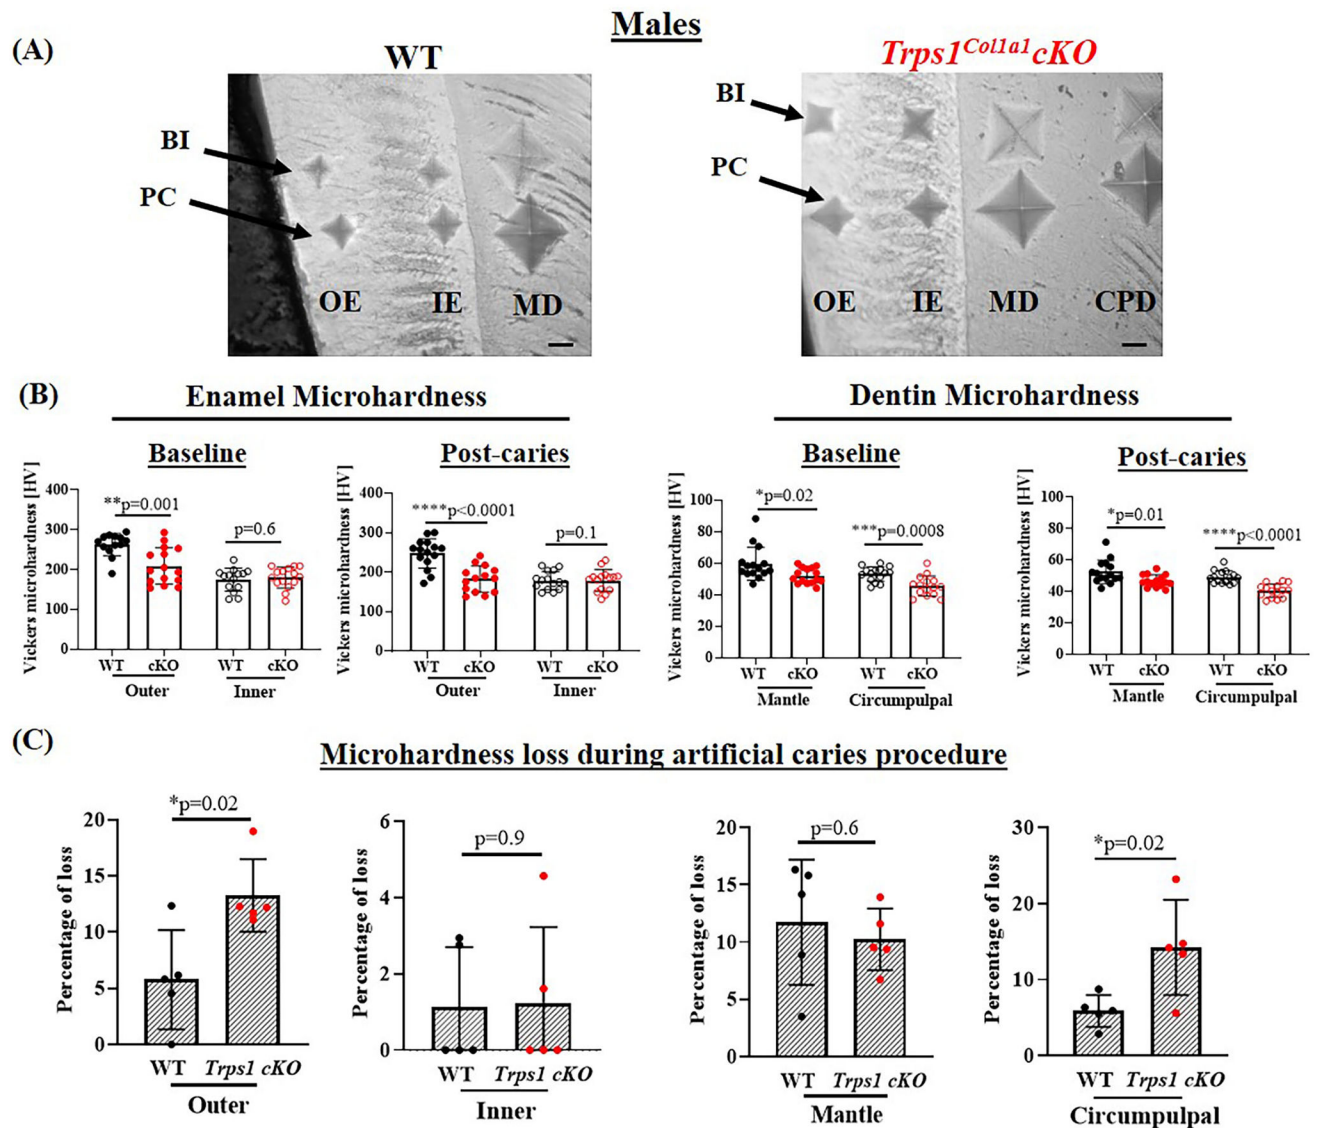 Males
(A)
WT
Trps1^Col1a1 cKO
BI
PC
OE
IE
MD
BI
PC
OE
IE
MD
CPD
(B)
Enamel Microhardness
Dentin Microhardness
Baseline
Vickers microhardness [HV]
400
300
200
100
0
**p=0.001
p=0.6
WT
cKO
WT
cKO
Outer
Inner
Post-caries
Vickers microhardness [HV]
400
300
200
100
0
****p<0.0001
p=0.1
WT
cKO
WT
cKO
Outer
Inner
Baseline
Vickers microhardness [HV]
100
80
60
40
20
0
*p=0.02
***p=0.0008
WT
cKO
WT
cKO
Mantle
Circumpulpal
Post-caries
Vickers microhardness [HV]
100
80
60
40
20
0
*p=0.01
****p<0.0001
WT
cKO
WT
cKO
Mantle
Circumpulpal
(C)
Microhardness loss during artificial caries procedure
Percentage of loss
20
15
10
5
0
*p=0.02
WT
Trps1 cKO
Outer
Percentage of loss
6
4
2
0
p=0.9
WT
Trps1 cKO
Inner
Percentage of loss
20
15
10
5
0
p=0.6
WT
Trps1 cKO
Mantle
Percentage of loss
30
20
10
0
*p=0.02
WT
Trps1 cKO
Circumpulpal